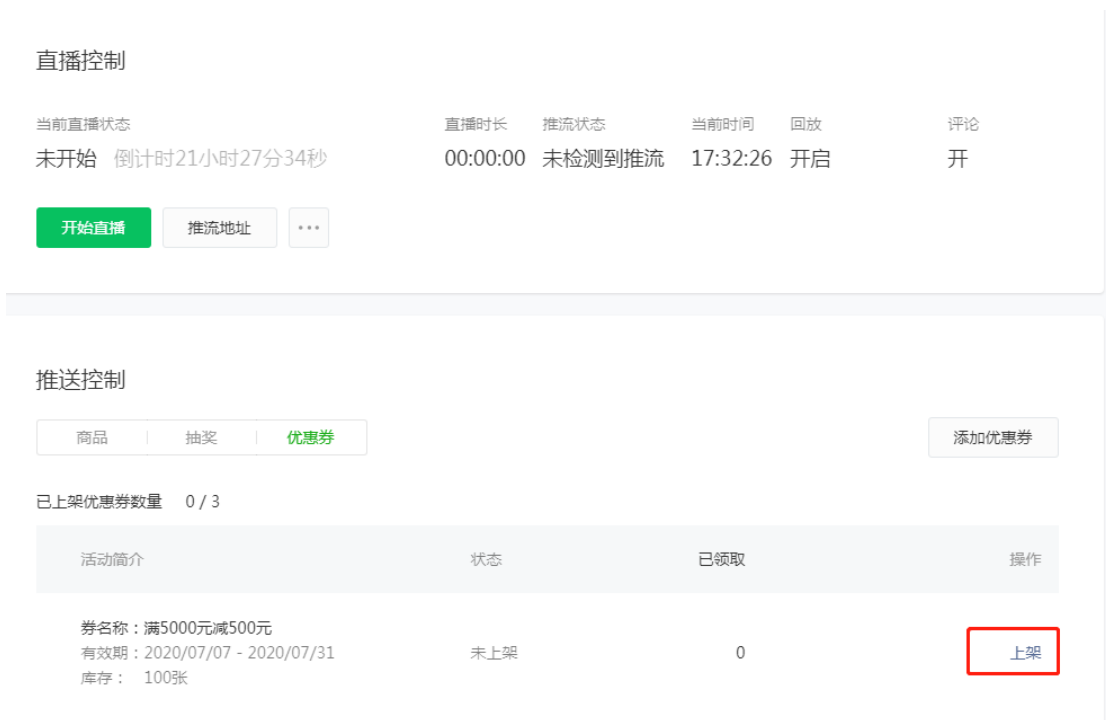 直播控制
当前直播状态 直播时长 推流状态 当前时间 回放 评论
未开始 倒计时21小时27分34秒 00:00:00 未检测到推流 17:32:26 开启 开
开始直播 推流地址 ···
推送控制
商品 抽奖 优惠券 添加优惠券
已上架优惠券数量 0 / 3
活动简介 状态 已领取 操作
券名称：满5000元减500元
有效期：2020/07/07 - 2020/07/31 未上架 0 上架
库存： 100张